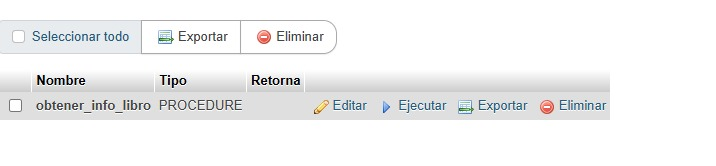 Seleccionar todo Exportar Eliminar
Nombre Tipo Retorna
obtener_info_libro PROCEDURE Editar Ejecutar Exportar Eliminar